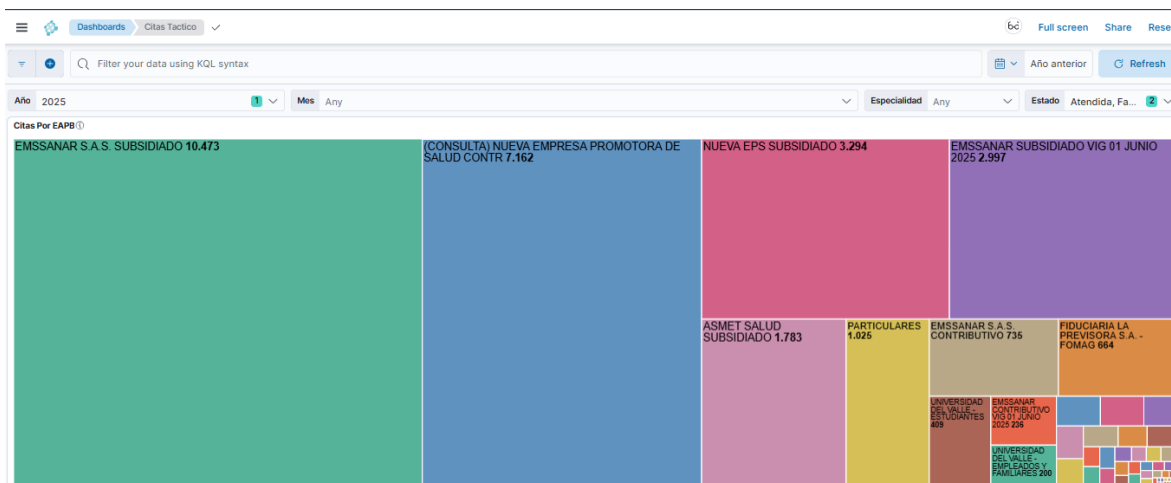 Dashboards
Citas Tactico
Full screen
Share
Rese
Filter your data using KQL syntax
Año anterior
Refresh
Año 2025 1
Mes Any
Especialidad Any
Estado Atendida, Fa... 2
Citas Por EAPB
EMSSANAR S.A.S. SUBSIDIADO 10.473
(CONSULTA) NUEVA EMPRESA PROMOTORA DE
SALUD CONTR 7.162
NUEVA EPS SUBSIDIADO 3.294
EMSSANAR SUBSIDIADO VIG 01 JUNIO
2025 2.997
ASMET SALUD
SUBSIDIADO 1.783
PARTICULARES
1.025
EMSSANAR S.A.S.
CONTRIBUTIVO 735
FIDUCIARIA LA
PREVISORA S.A. -
FOMAG 664
UNIVERSIDAD
DEL VALLE -
ESTUDIANTES
409
EMSSANAR
CONTRIBUTIVO
VIG 01 JUNIO
2025 236
UNIVERSIDAD
DEL VALLE -
EMPLEADOS Y
FAMILIARES 200